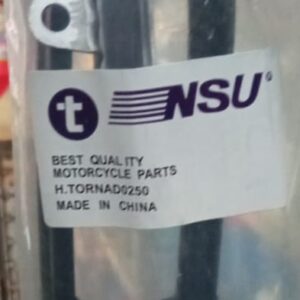 t NSU
BEST QUALITY
MOTORCYCLE PARTS
H.TORNAD0250
MADE IN CHINA